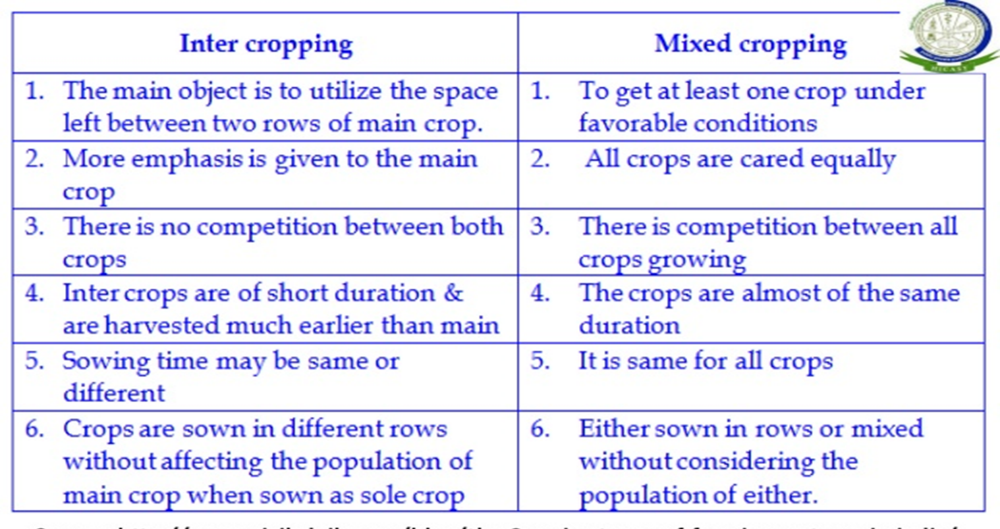 Inter cropping
Mixed cropping
HICAST
1. The main object is to utilize the space
left between two rows of main crop.
1. To get at least one crop under
favorable conditions
2. More emphasis is given to the main
crop
2. All crops are cared equally
3. There is no competition between both
crops
3. There is competition between all
crops growing
4. Inter crops are of short duration &
are harvested much earlier than main
4. The crops are almost of the same
duration
5. Sowing time may be same or
different
5. It is same for all crops
6. Crops are sown in different rows
without affecting the population of
main crop when sown as sole crop
6. Either sown in rows or mixed
without considering the
population of either.